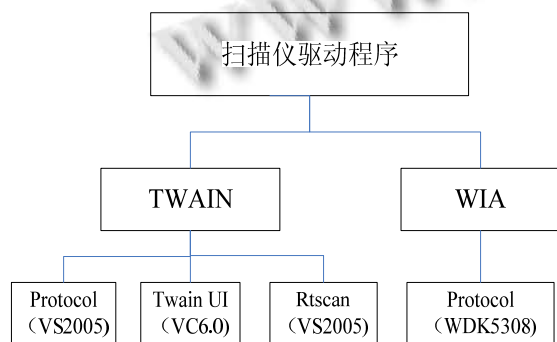 扫描仪驱动程序
TWAIN
WIA
Protocol
（VS2005)
Twain UI
（VC6.0)
Rtscan
（VS2005)
Protocol
（WDK5308)